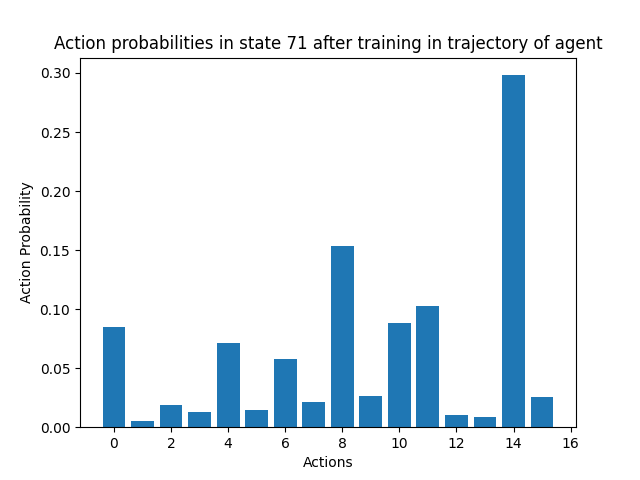 Action probabilities in state 71 after training in trajectory of agent
0.30
0.25
0.20
0.15
0.10
0.05
0.00
Action Probability
0 2 4 6 8 10 12 14 16
Actions